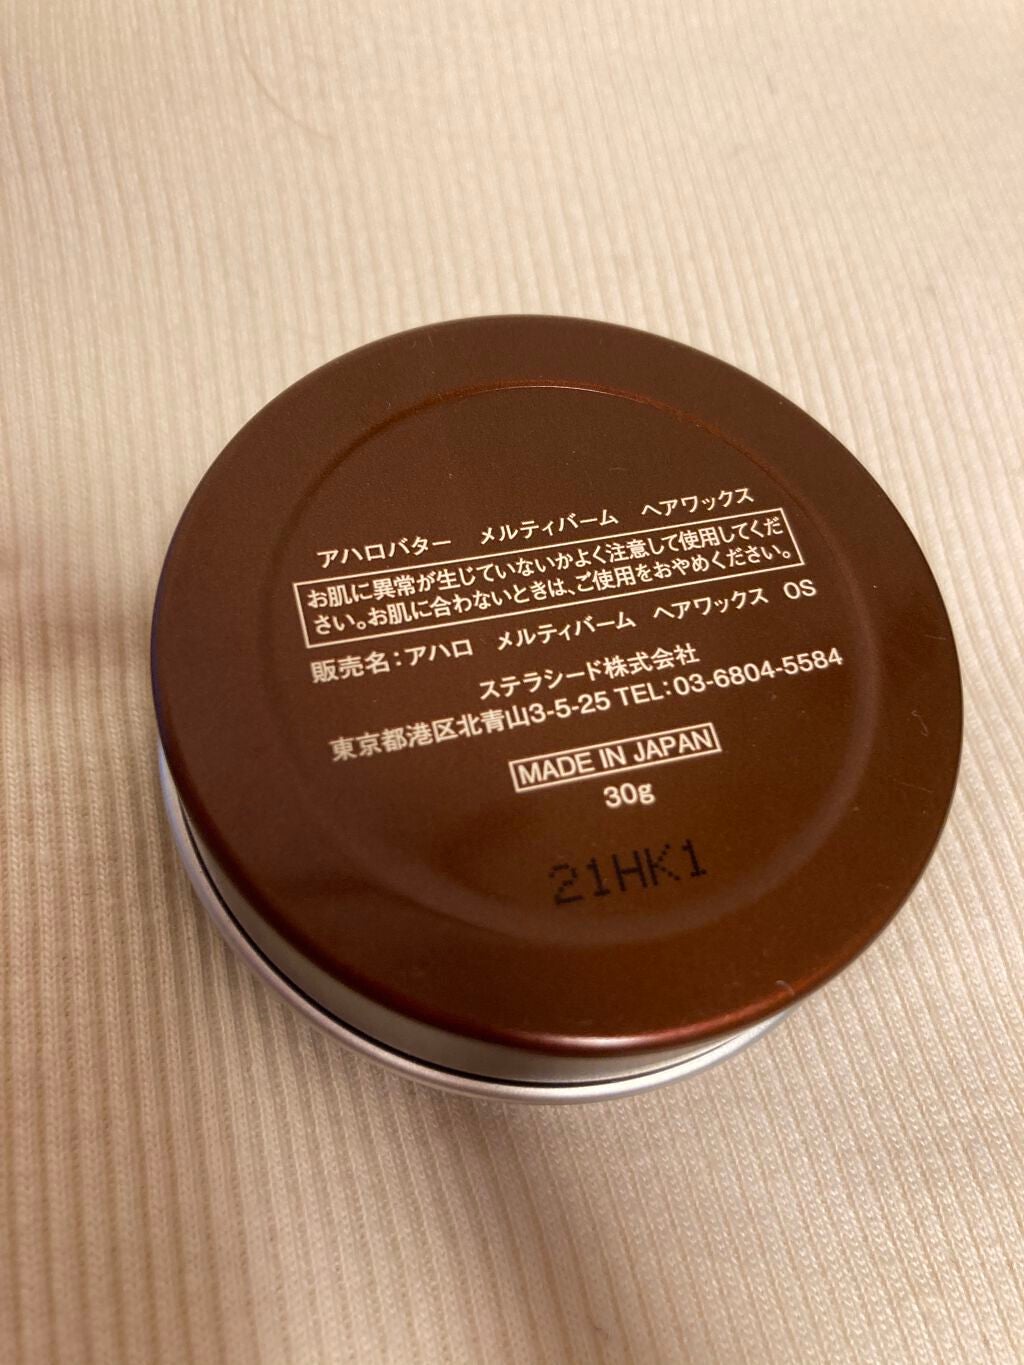 アハロバター　メルティバーム　ヘアワックス
お肌に異常が生じていないかよく注意して使用してくだ
さい。お肌に合わないときは、ご使用をおやめください。
販売名：アハロ　メルティバーム　ヘアワックス　OS
ステラシード株式会社
東京都港区北青山3-5-25 TEL：03-6804-5584
MADE IN JAPAN
30g
21HK1